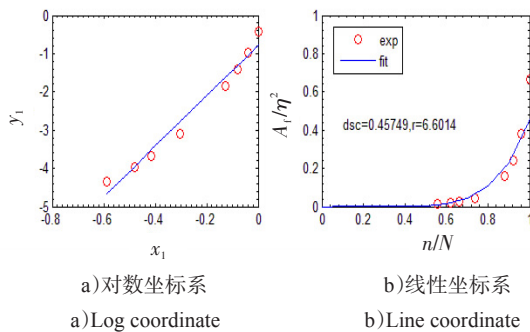 0
-1
-2
-3
-4
-5
y₁
-0.8
-0.6
-0.4
-0.2
0
x₁
a)对数坐标系
a)Log coordinate
1
0.8
0.6
0.4
0.2
0
A_f/η²
exp
fit
dsc=0.45749,r=6.6014
0
0.2
0.4
0.6
0.8
1
n/N
b)线性坐标系
b)Line coordinate